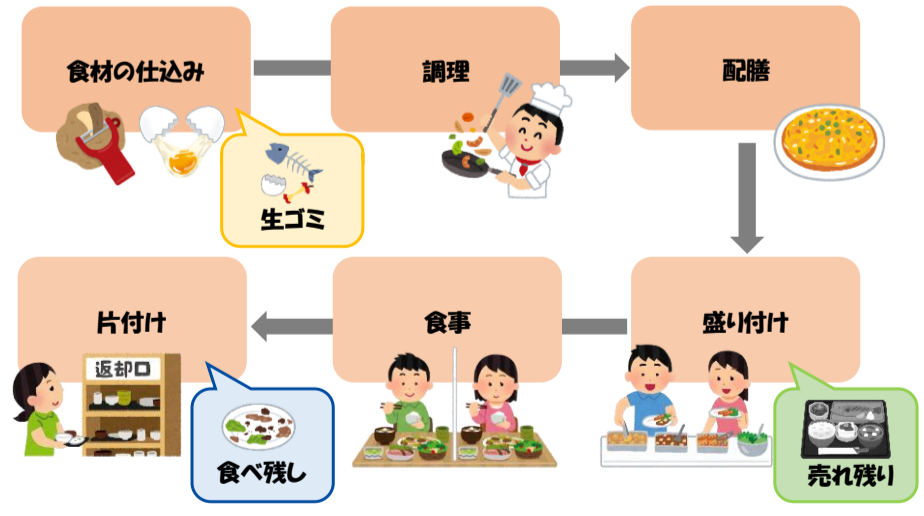 食材の仕込み
調理
配膳
生ゴミ
片付け
食事
盛り付け
返却口
食べ残し
売れ残り